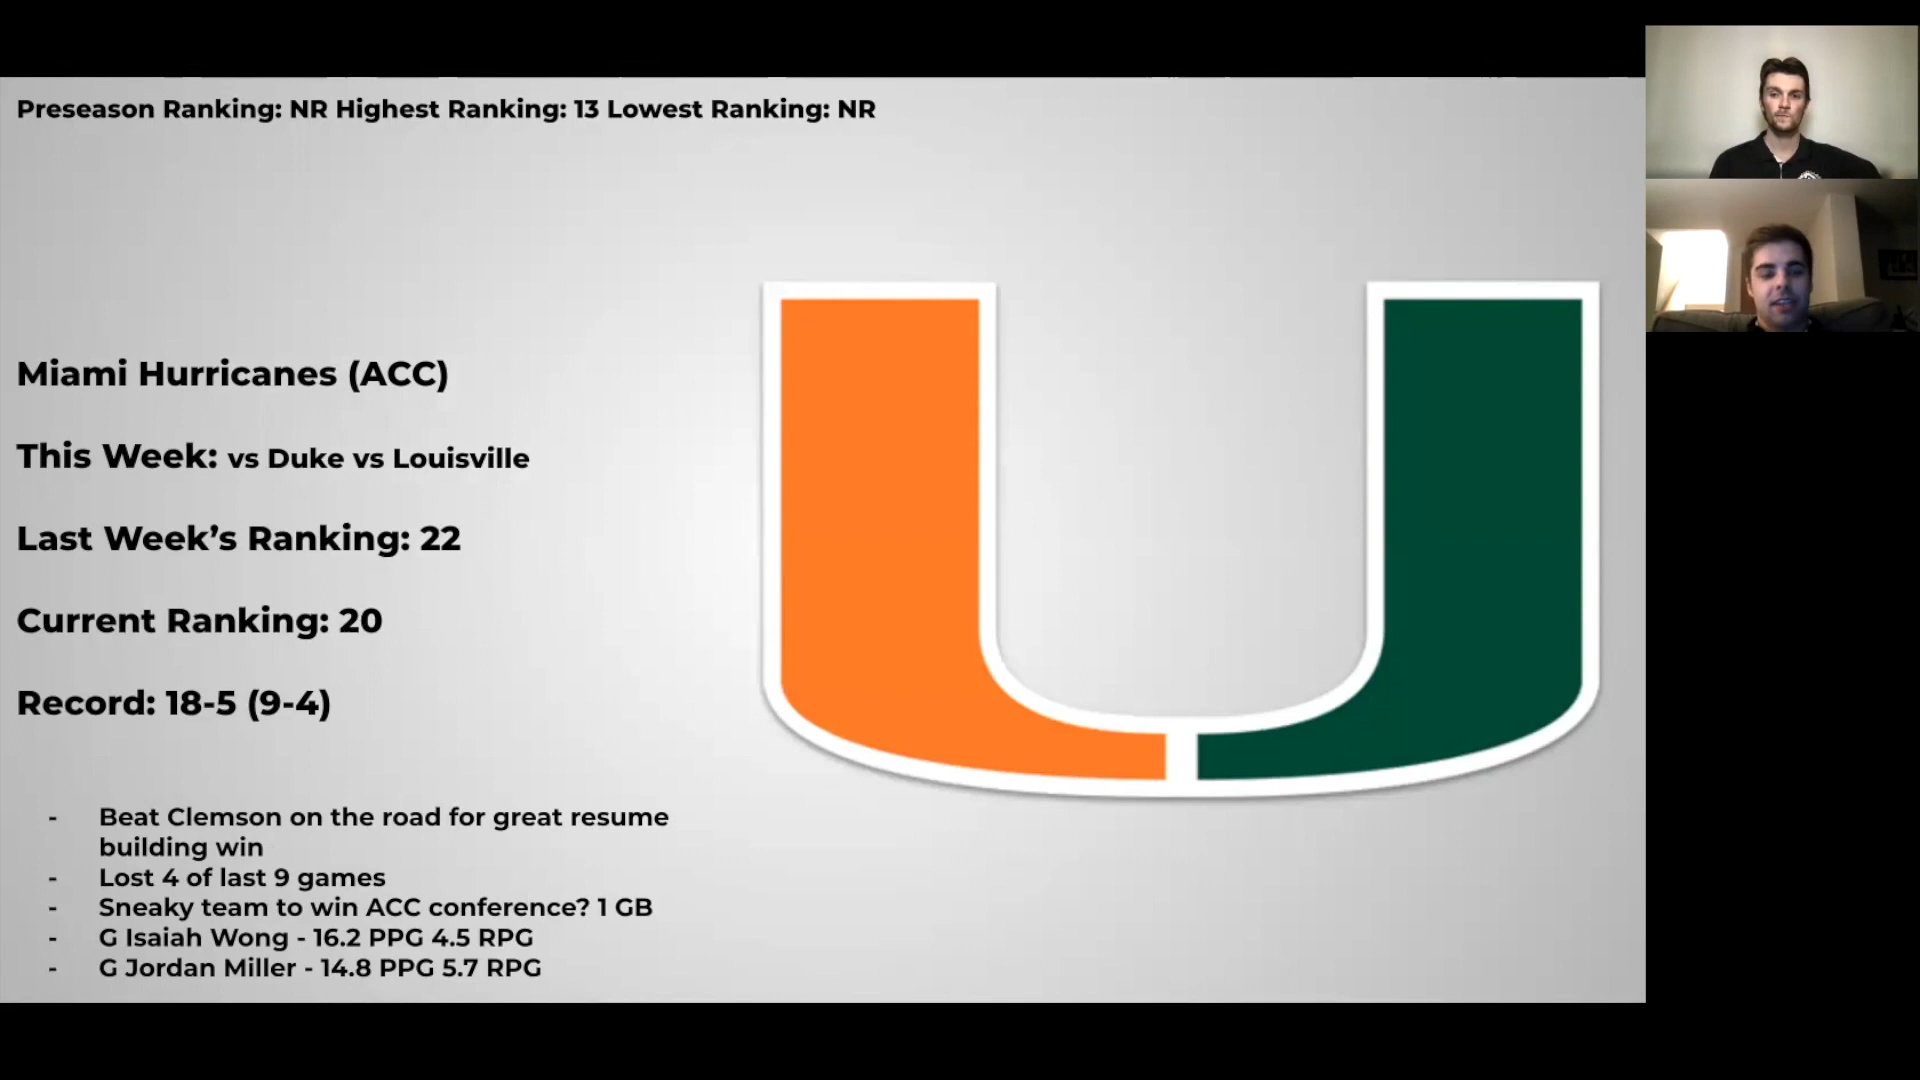 Preseason Ranking: NR Highest Ranking: 13 Lowest Ranking: NR
Miami Hurricanes (ACC)
This Week: vs Duke vs Louisville
Last Week’s Ranking: 22
Current Ranking: 20
Record: 18-5 (9-4)
- Beat Clemson on the road for great resume
building win
- Lost 4 of last 9 games
- Sneaky team to win ACC conference? 1 GB
- G Isaiah Wong - 16.2 PPG 4.5 RPG
- G Jordan Miller - 14.8 PPG 5.7 RPG